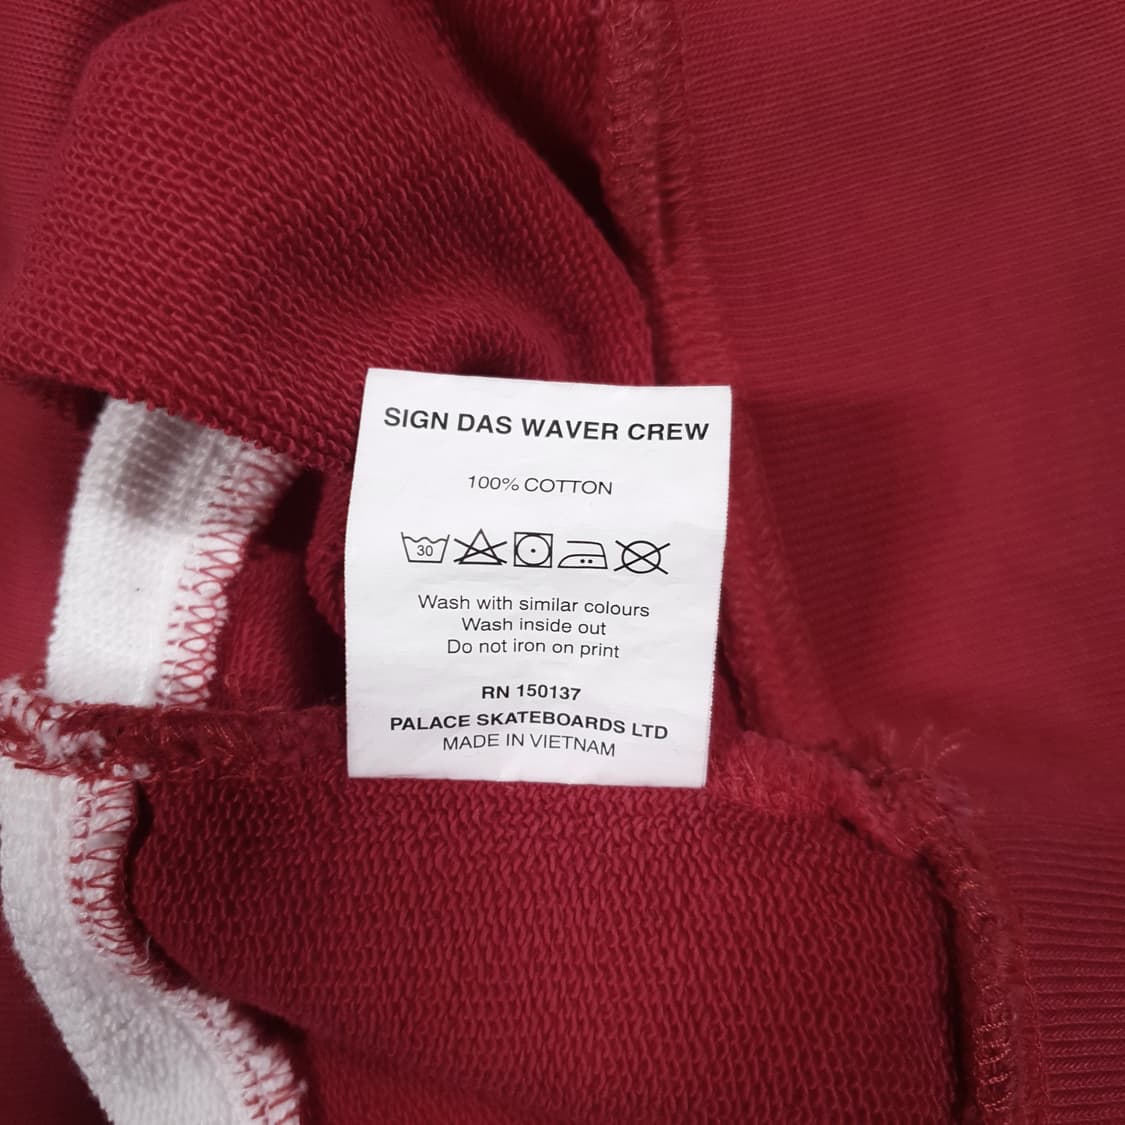 SIGN DAS WAVER CREW
100% COTTON
30
Wash with similar colours
Wash inside out
Do not iron on print
RN 150137
PALACE SKATEBOARDS LTD
MADE IN VIETNAM